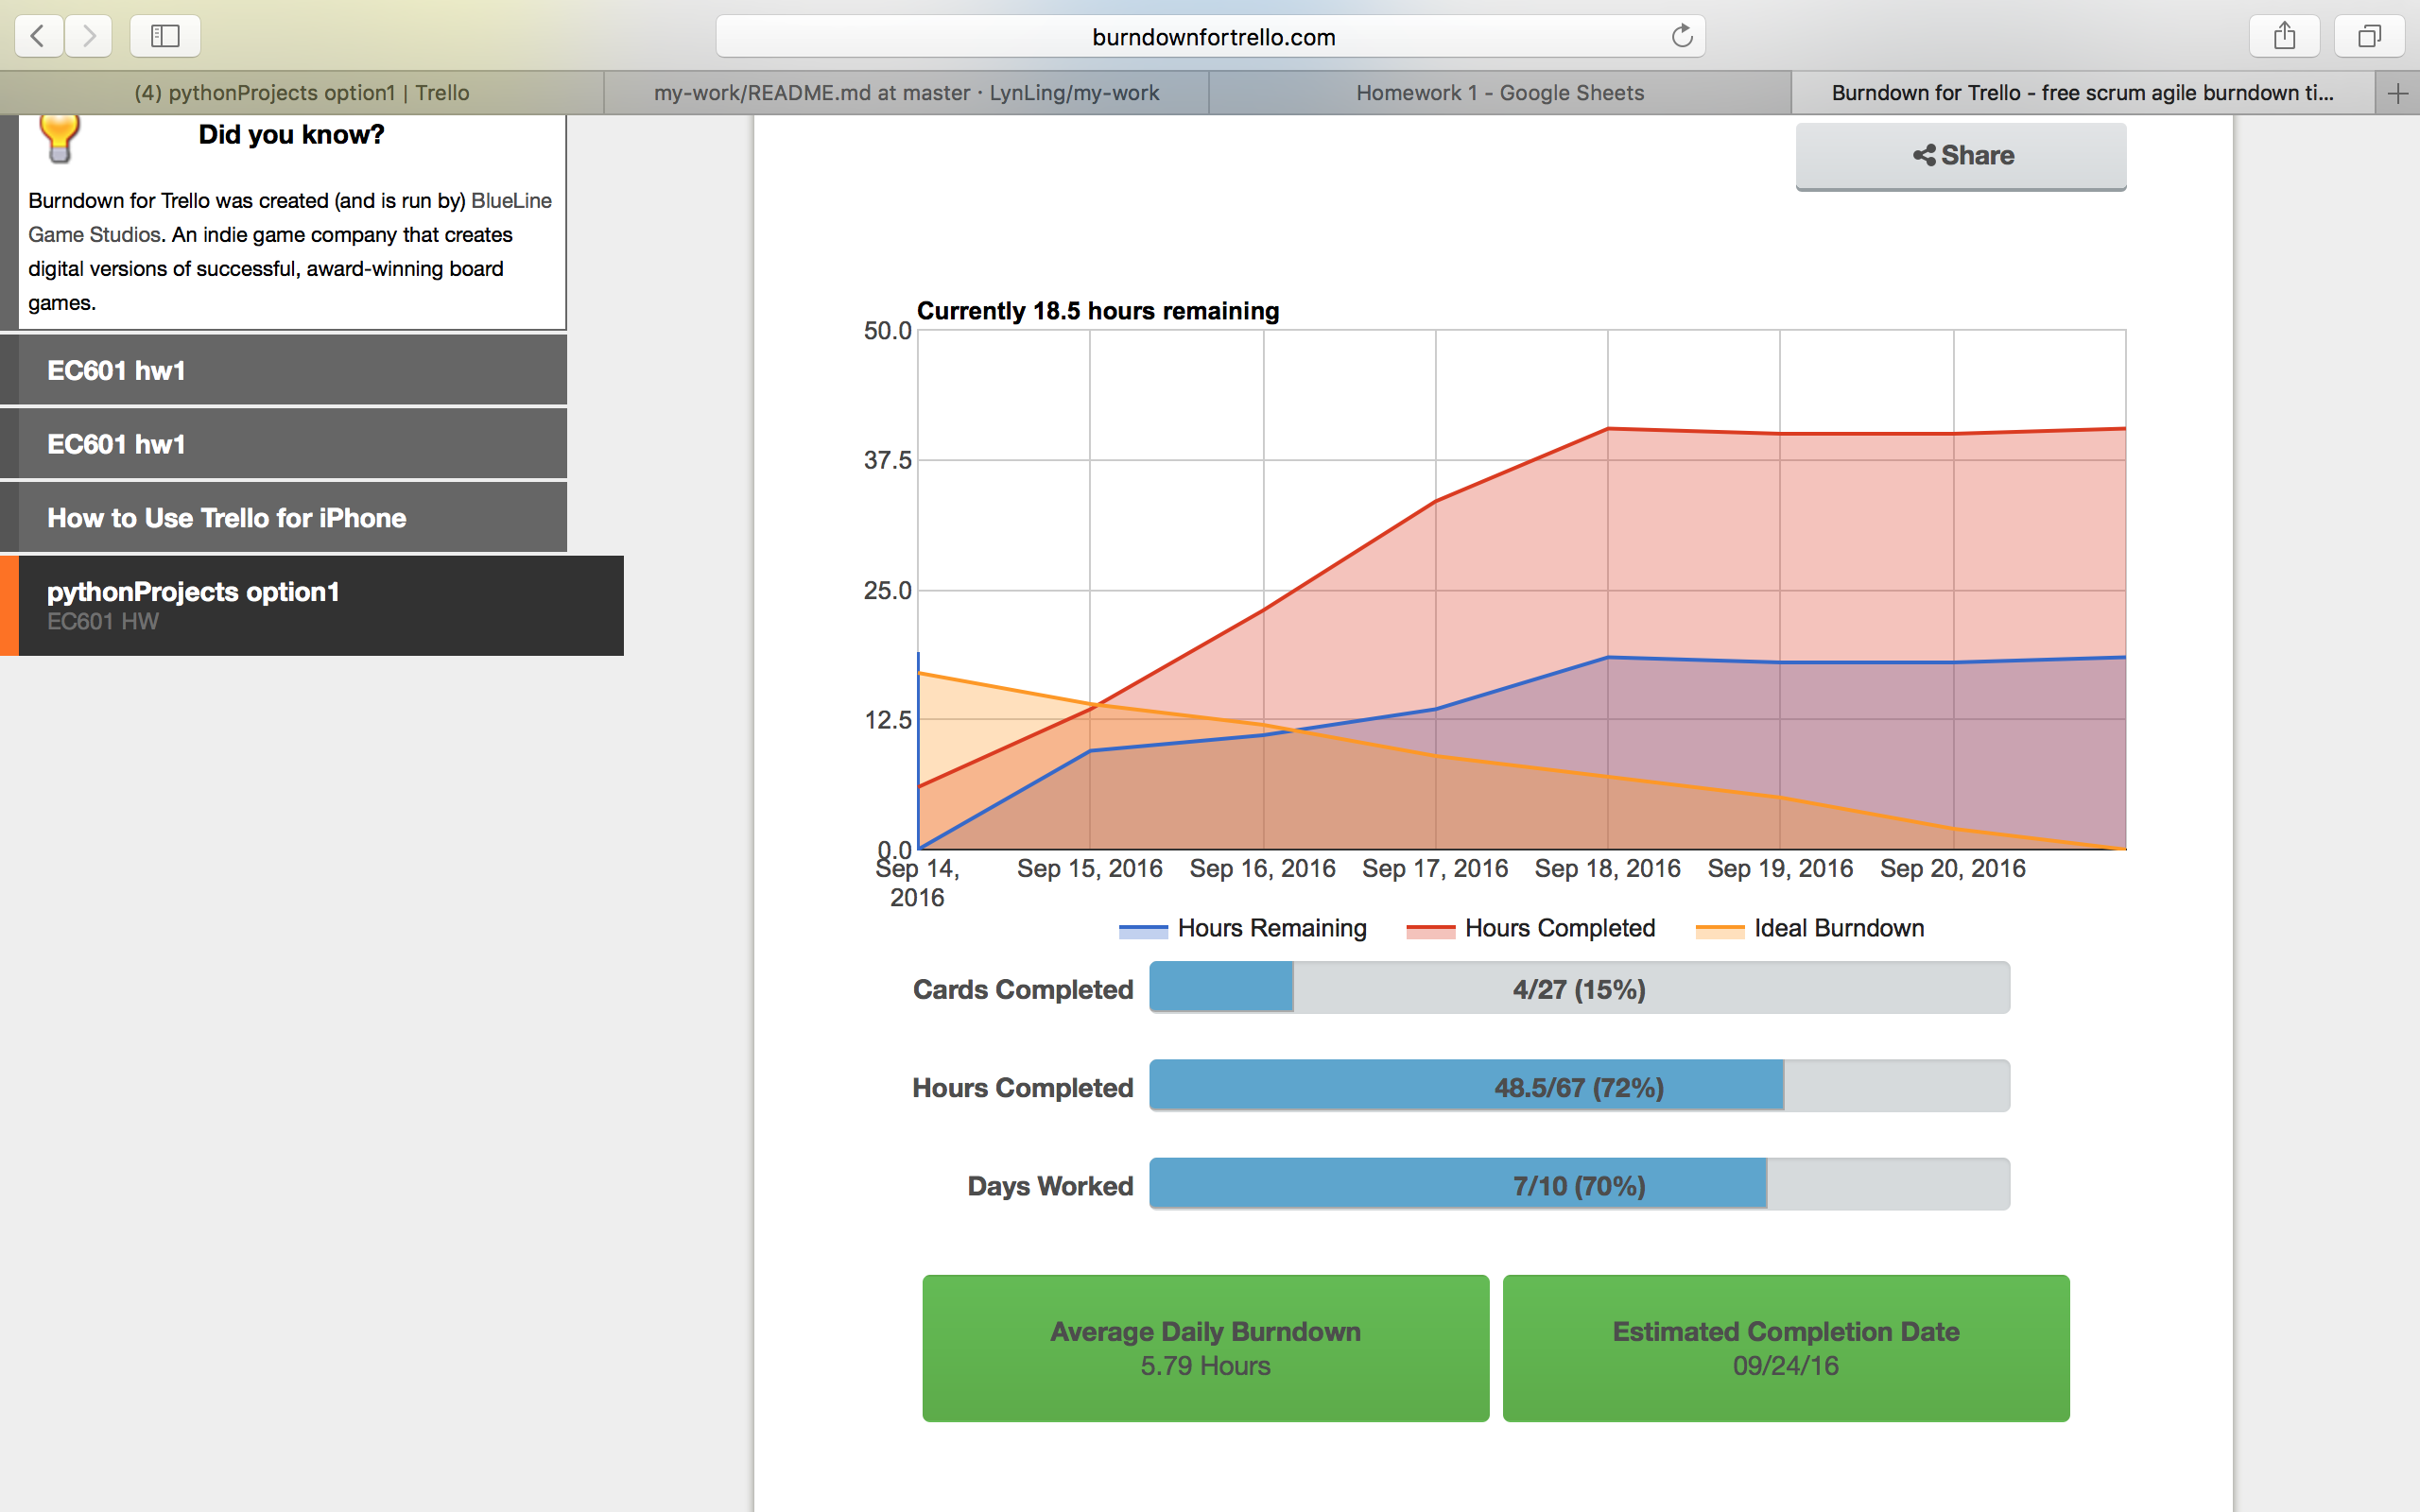 burndownfortrello.com
(4) pythonProjects option1 | Trello
my-work/README.md at master · LynLing/my-work
Homework 1 - Google Sheets
Burndown for Trello - free scrum agile burndown ti...
Did you know?
Burndown for Trello was created (and is run by) BlueLine
Game Studios. An indie game company that creates
digital versions of successful, award-winning board
games.
EC601 hw1
EC601 hw1
How to Use Trello for iPhone
pythonProjects option1
EC601 HW
Share
Currently 18.5 hours remaining
50.0
37.5
25.0
12.5
0.0
Sep 14,
2016
Sep 15, 2016
Sep 16, 2016
Sep 17, 2016
Sep 18, 2016
Sep 19, 2016
Sep 20, 2016
Hours Remaining
Hours Completed
Ideal Burndown
Cards Completed
4/27 (15%)
Hours Completed
48.5/67 (72%)
Days Worked
7/10 (70%)
Average Daily Burndown
5.79 Hours
Estimated Completion Date
09/24/16